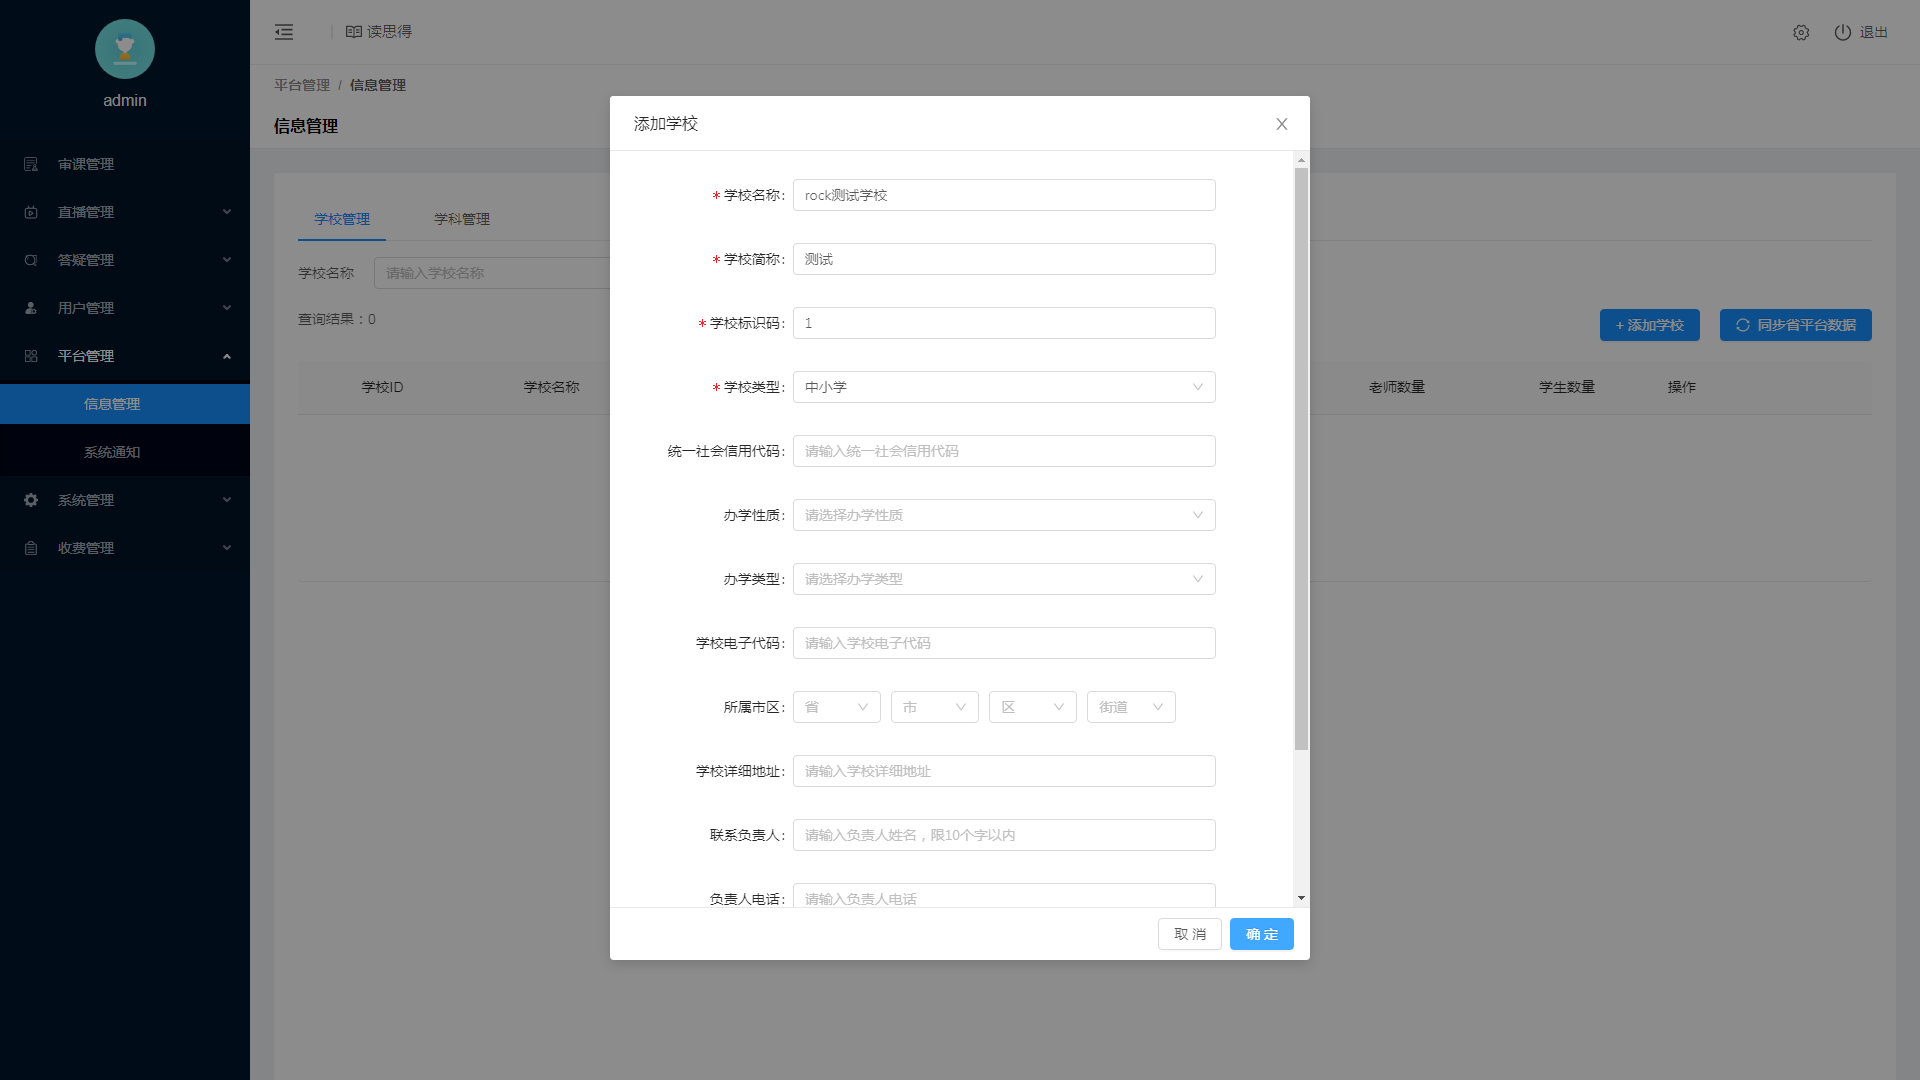 admin
审课管理
直播管理
答疑管理
用户管理
平台管理
信息管理
系统通知
系统管理
收费管理
读思得
退出
平台管理 / 信息管理
信息管理
学校管理
学科管理
学校名称 请输入学校名称
查询结果：0
+ 添加学校
同步省平台数据
学校ID 学校名称 老师数量 学生数量 操作
添加学校
* 学校名称: rock测试学校
* 学校简称: 测试
* 学校标识码: 1
* 学校类型: 中小学
统一社会信用代码: 请输入统一社会信用代码
办学性质: 请选择办学性质
办学类型: 请选择办学类型
学校电子代码: 请输入学校电子代码
所属市区: 省 市 区 街道
学校详细地址: 请输入学校详细地址
联系负责人: 请输入负责人姓名，限10个字以内
负责人电话: 请输入负责人电话
取 消
确 定